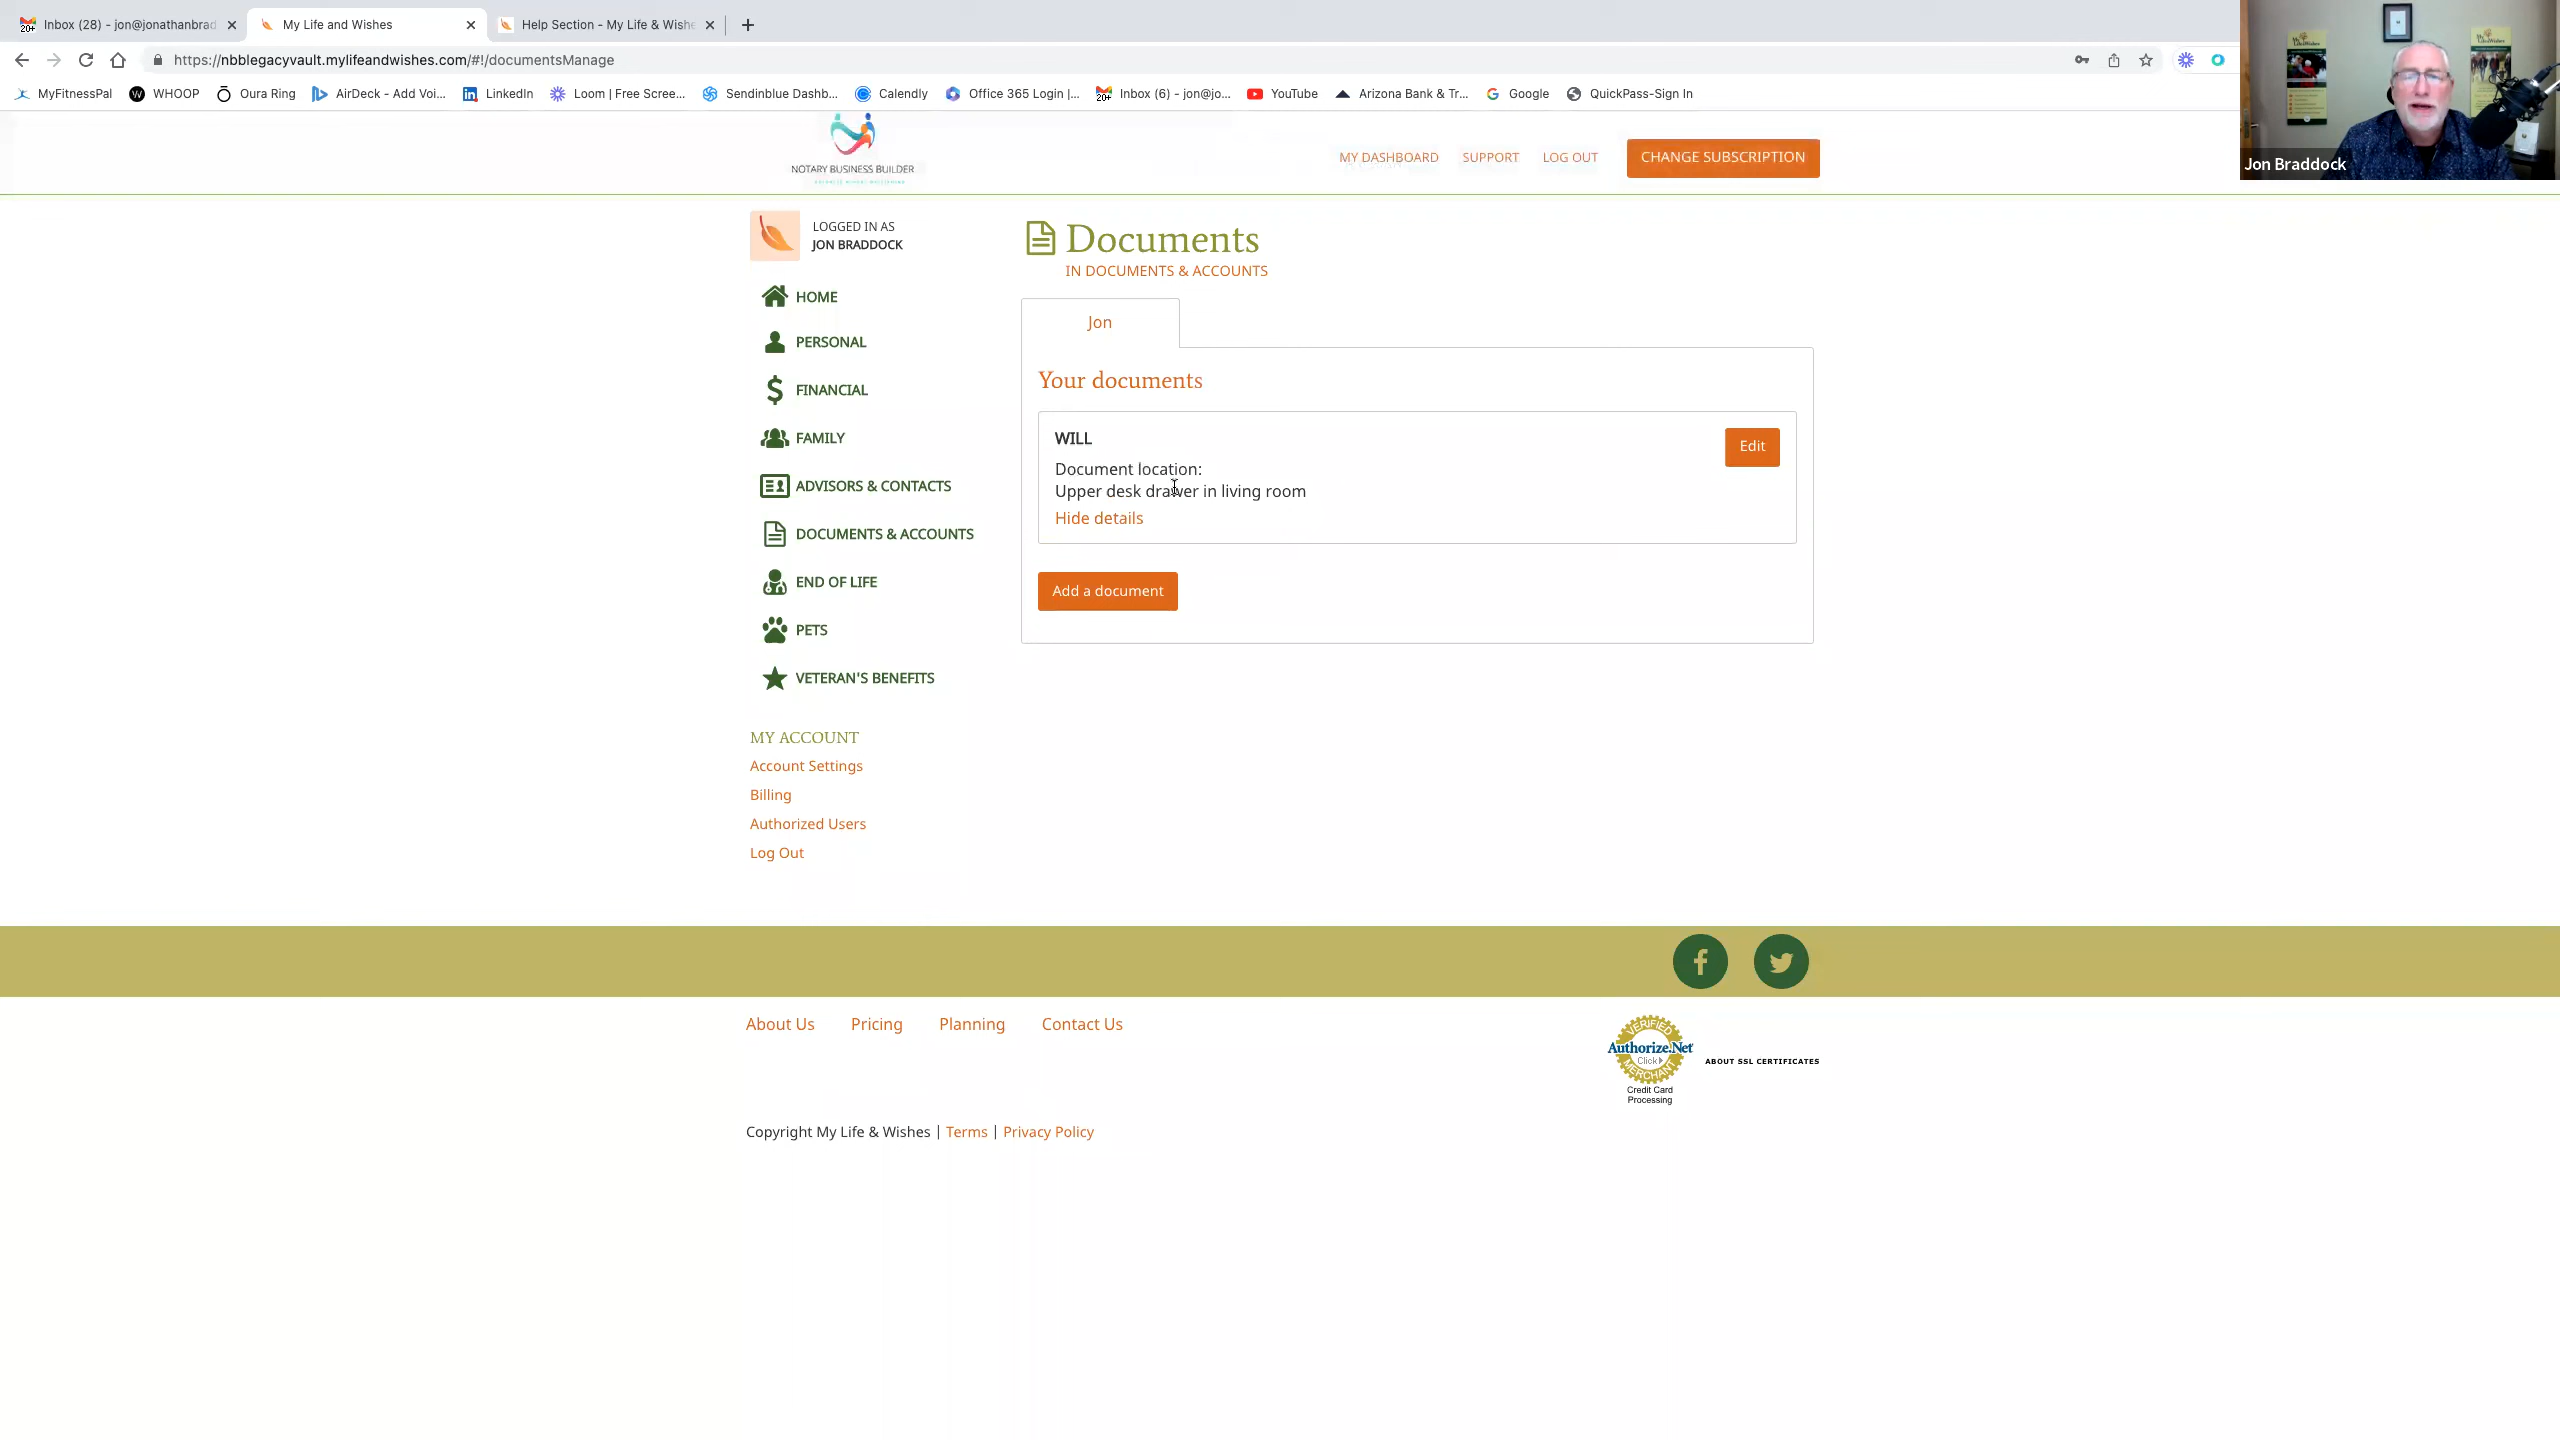 Inbox (28) - jon@jonathanbrad
My Life and Wishes
Help Section - My Life & Wishe
https://nbblegacyvault.mylifeandwishes.com/#!/documentsManage
MyFitnessPal
WHOOP
Oura Ring
AirDeck - Add Voi...
LinkedIn
Loom | Free Scree...
Sendinblue Dashb...
Calendly
Office 365 Login |...
Inbox (6) - jon@jo...
YouTube
Arizona Bank & Tr...
Google
QuickPass-Sign In
Jon Braddock
NOTARY BUSINESS BUILDER
MY DASHBOARD
SUPPORT
LOG OUT
CHANGE SUBSCRIPTION
LOGGED IN AS
JON BRADDOCK
HOME
PERSONAL
FINANCIAL
FAMILY
ADVISORS & CONTACTS
DOCUMENTS & ACCOUNTS
END OF LIFE
PETS
VETERAN'S BENEFITS
MY ACCOUNT
Account Settings
Billing
Authorized Users
Log Out
Documents
IN DOCUMENTS & ACCOUNTS
Jon
Your documents
WILL
Edit
Document location:
Upper desk drawer in living room
Hide details
Add a document
About Us
Pricing
Planning
Contact Us
VERIFIED
Authorize.Net
Click
MERCHANT
Credit Card
Processing
ABOUT SSL CERTIFICATES
Copyright My Life & Wishes | Terms | Privacy Policy